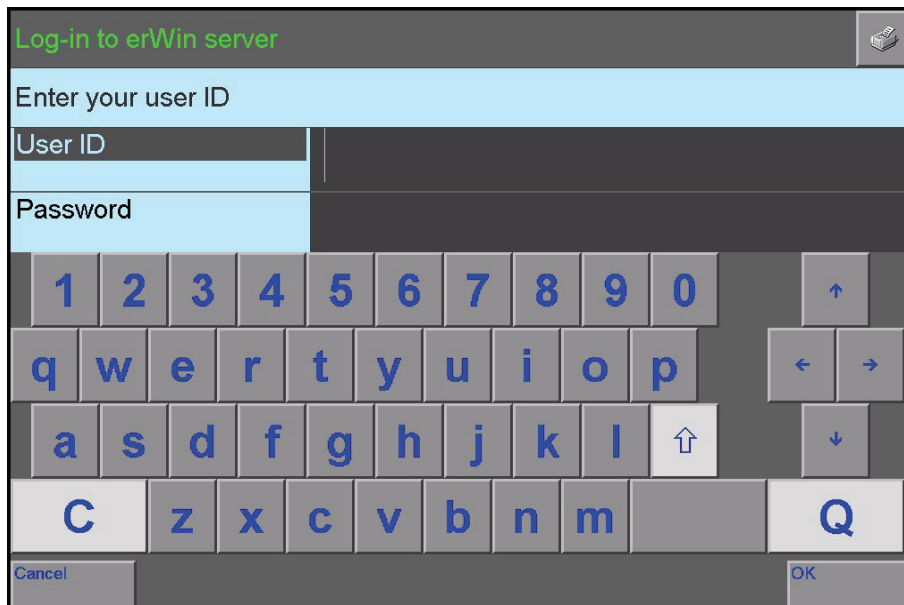 Log-in to erWin server
Enter your user ID
User ID
Password
1 2 3 4 5 6 7 8 9 0
q w e r t y u i o p
a s d f g h j k l
C z x c v b n m Q
Cancel OK